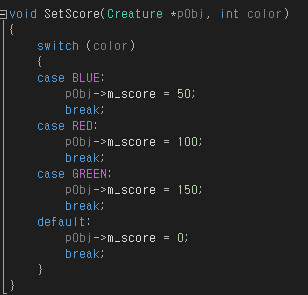 void SetScore(Creature *pObj, int color)
{
    switch (color)
    {
    case BLUE:
        pObj->m_score = 50;
        break;
    case RED:
        pObj->m_score = 100;
        break;
    case GREEN:
        pObj->m_score = 150;
        break;
    default:
        pObj->m_score = 0;
        break;
    }
}